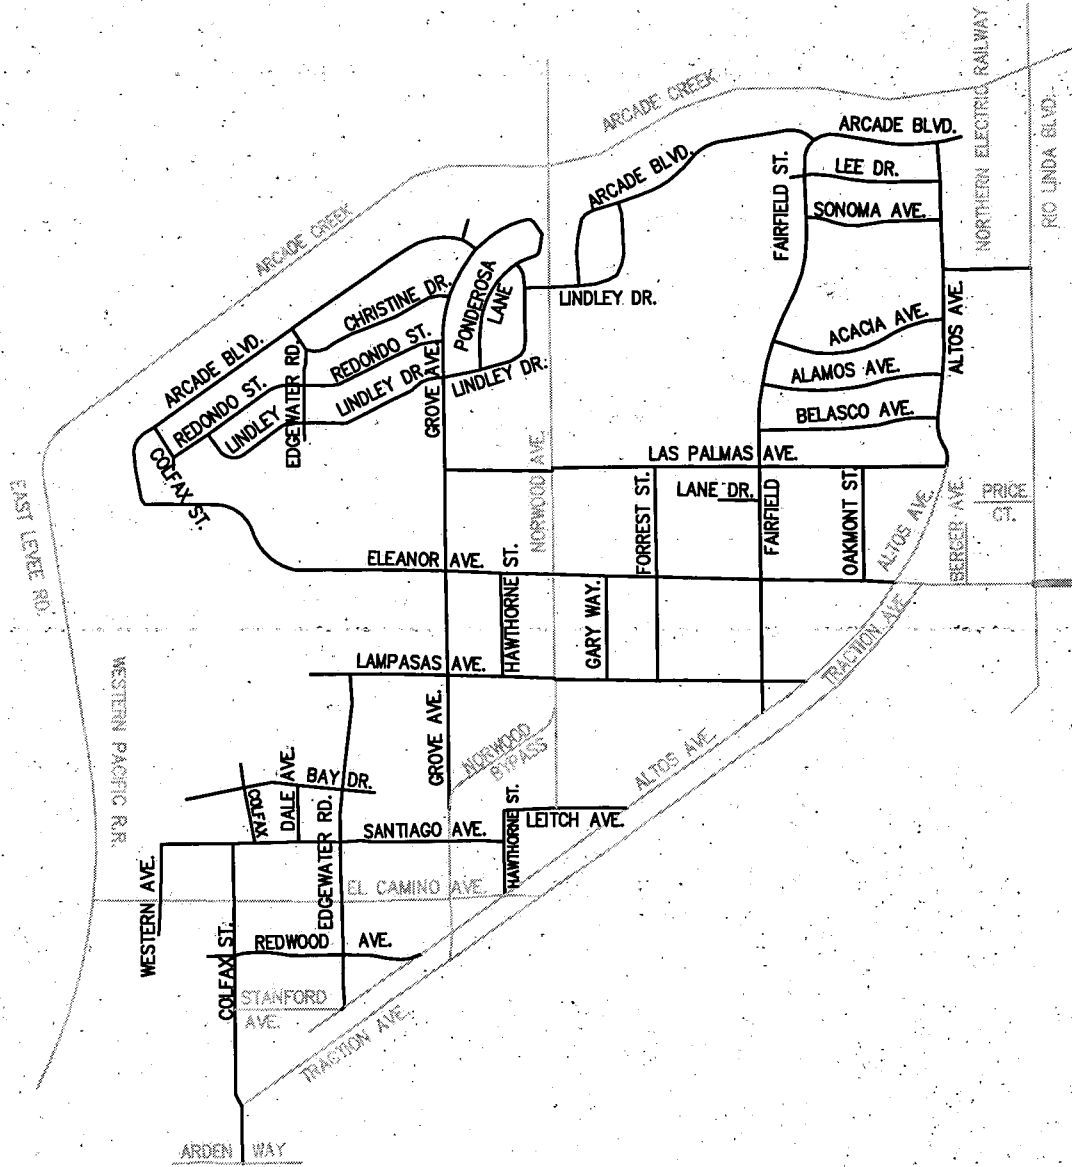 NORTHERN ELECTRIC RAILWAY
RIO LINDA BLVD.
ARCADE CREEK
ARCADE BLVD.
ARCADE BLVD.
FAIRFIELD ST.
LEE DR.
SONOMA AVE.
ARCADE CREEK
CHRISTINE DR.
PONDEROSA
LANE
LINDLEY DR.
ACACIA AVE.
ALTOS AVE.
ARCADE BLVD.
REDONDO ST.
EDGEWATER RD.
REDONDO ST.
LINDLEY DR.
GROVE AVE.
LINDLEY DR.
ALAMOS AVE.
LINDLEY
BELASCO AVE.
COLFAX ST.
NORWOOD AVE.
LAS PALMAS AVE.
EAST LEVEE RD.
FORREST ST.
LANE DR.
FAIRFIELD
OAKMONT ST.
ALTOS AVE.
BERGER AVE.
PRICE
CT.
ELEANOR AVE.
HAWTHORNE ST.
GARY WAY.
TRACTION AVE.
LAMPASAS AVE.
WESTERN PACIFIC R.R.
GROVE AVE.
NORWOOD
BYPASS
ALTOS AVE.
COLFAX
DALE AVE.
BAY DR.
EDGEWATER RD.
SANTIAGO AVE.
HAWTHORNE ST.
LEITCH AVE.
WESTERN AVE.
EL CAMINO AVE.
COLFAX ST.
REDWOOD AVE.
STANFORD
AVE.
TRACTION AVE.
ARDEN WAY